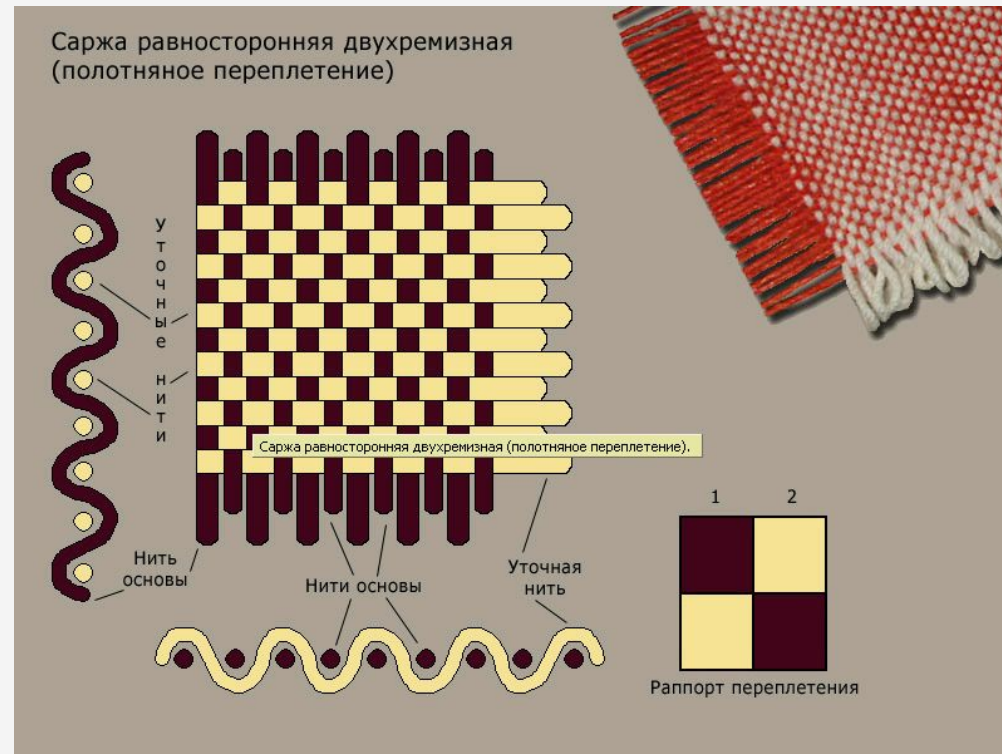 Саржа равносторонняя двухремизная
(полотняное переплетение)
Уточные нити
Саржа равносторонняя двухремизная (полотняное переплетение).
Нить
основы
Нити основы
Уточная
нить
1 2
Раппорт переплетения